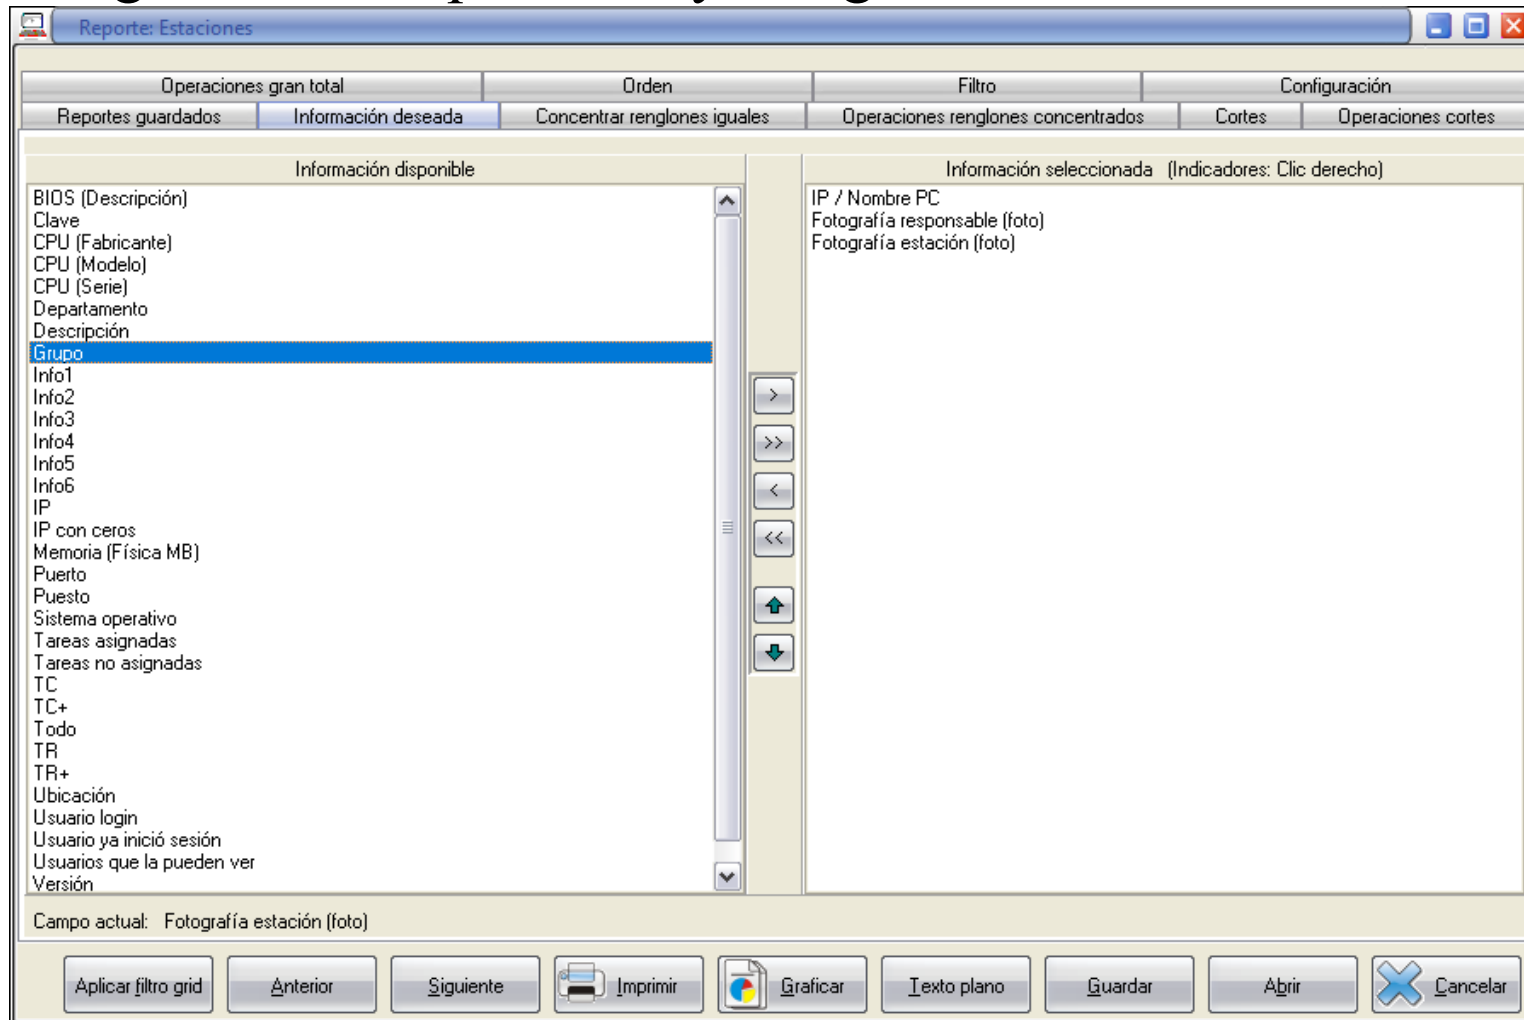 Reporte: Estaciones
Operaciones gran total
Orden
Filtro
Configuración
Reportes guardados
Información deseada
Concentrar renglones iguales
Operaciones renglones concentrados
Cortes
Operaciones cortes
Información disponible
BIOS (Descripción)
Clave
CPU (Fabricante)
CPU (Modelo)
CPU (Serie)
Departamento
Descripción
Grupo
Info1
Info2
Info3
Info4
Info5
Info6
IP
IP con ceros
Memoria (Física MB)
Puerto
Puesto
Sistema operativo
Tareas asignadas
Tareas no asignadas
TC
TC+
Todo
TR
TR+
Ubicación
Usuario login
Usuario ya inició sesión
Usuarios que la pueden ver
Versión
>
>>
<
<<
Información seleccionada (Indicadores: Clic derecho)
IP / Nombre PC
Fotografía responsable (foto)
Fotografía estación (foto)
Campo actual: Fotografía estación (foto)
Aplicar filtro grid
Anterior
Siguiente
Imprimir
Graficar
Texto plano
Guardar
Abrir
Cancelar